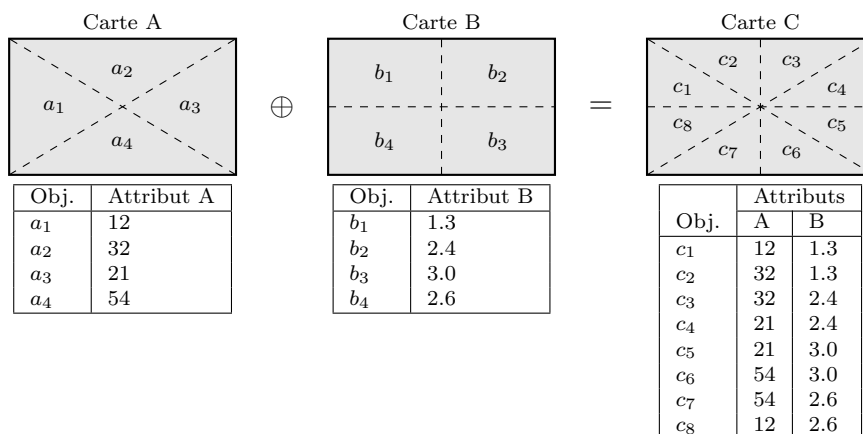 Carte A
Carte B
Carte C
a1
a2
a3
a4
⊕
b1
b2
b3
b4
=
c1
c2
c3
c4
c5
c6
c7
c8
Obj. Attribut A
a1 12
a2 32
a3 21
a4 54
Obj. Attribut B
b1 1.3
b2 2.4
b3 3.0
b4 2.6
Attributs
Obj. A B
c1 12 1.3
c2 32 1.3
c3 32 2.4
c4 21 2.4
c5 21 3.0
c6 54 3.0
c7 54 2.6
c8 12 2.6